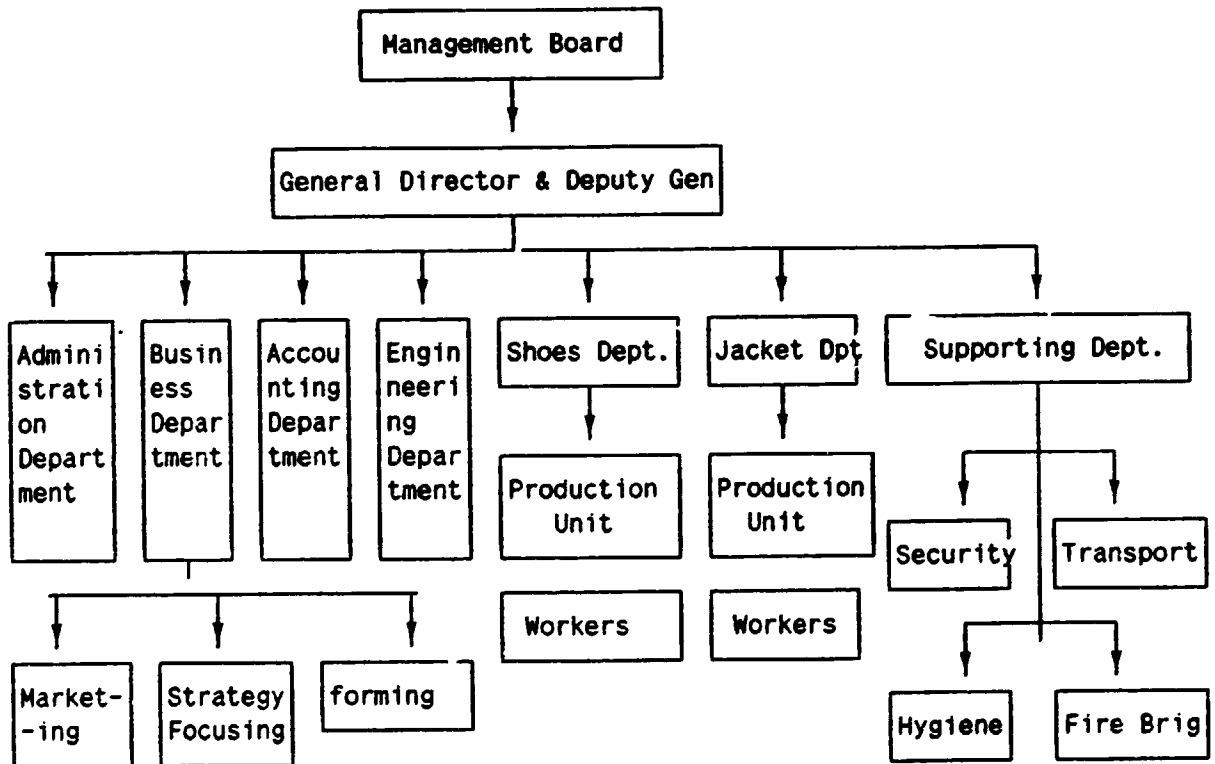 Management Board
General Director & Deputy Gen
Admini
strati
on
Depart
ment
Busin
ess
Depar
tment
Accou
nting
Depar
tment
Engin
neeri
ng
Depar
tment
Shoes Dept.
Jacket Dpt
Supporting Dept.
Production
Unit
Production
Unit
Security
Transport
Workers
Workers
Market-
-ing
Strategy
Focusing
forming
Hygiene
Fire Brig